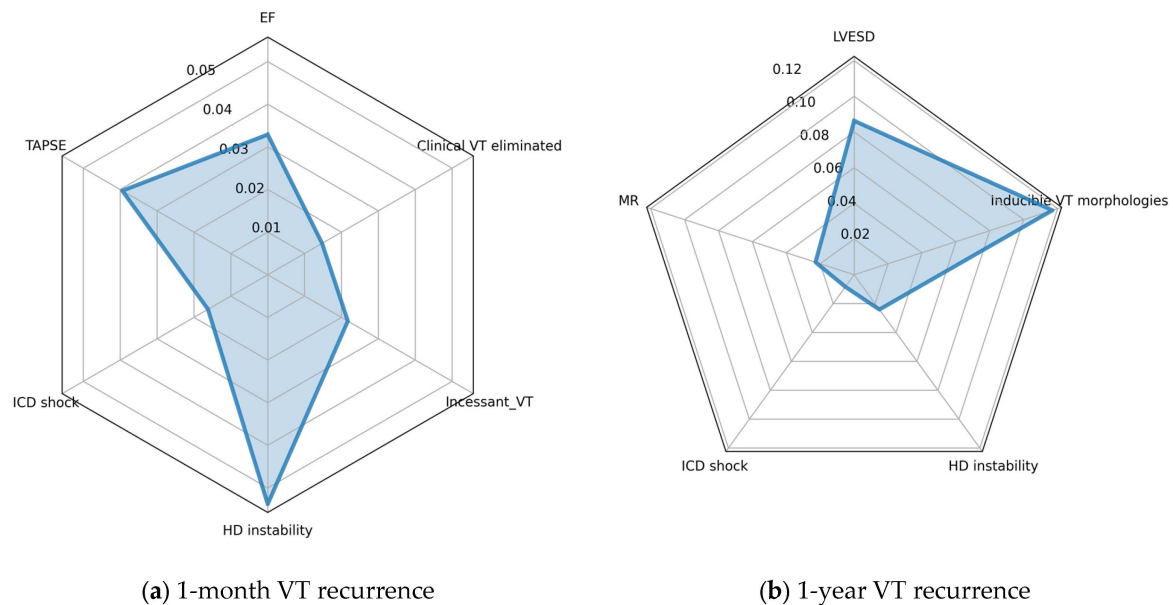 EF
0.05
0.04
TAPSE
0.03
Clinical VT eliminated
0.02
0.01
ICD shock
Incessant_VT
HD instability
(a) 1-month VT recurrence
LVESD
0.12
0.10
0.08
0.06
MR
0.04
inducible VT morphologies
0.02
ICD shock
HD instability
(b) 1-year VT recurrence